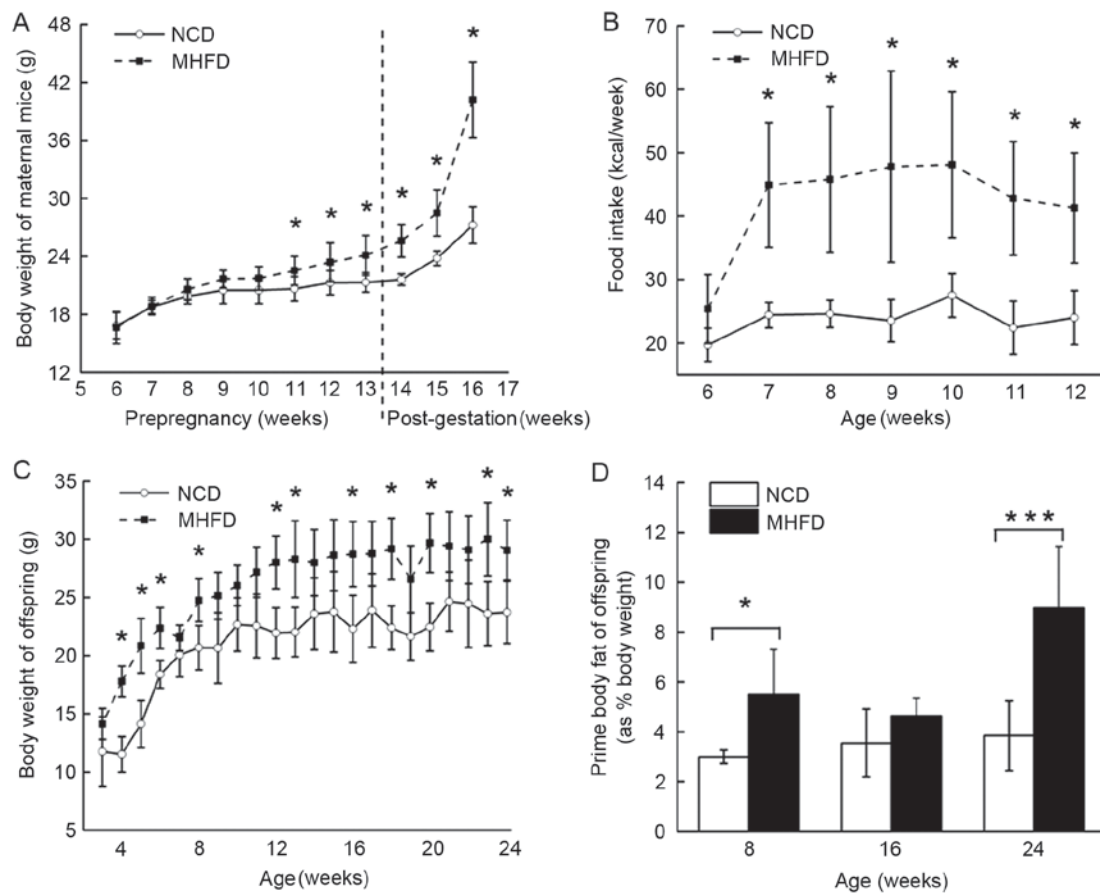 A
Body weight of maternal mice (g)
48
42
36
30
24
18
12
NCD
MHFD
* * * * * *
5 6 7 8 9 10 11 12 13 14 15 16 17
Prepregnancy (weeks) Post-gestation (weeks)
B
Food intake (kcal/week)
70
60
50
40
30
20
NCD
MHFD
* * * * * *
6 7 8 9 10 11 12
Age (weeks)
C
Body weight of offspring (g)
35
30
25
20
15
10
5
NCD
MHFD
* * * * * * * * * * *
4 8 12 16 20 24
Age (weeks)
D
Prime body fat of offspring
(as % body weight)
14
12
10
8
6
4
2
0
NCD
MHFD
*
***
8 16 24
Age (weeks)